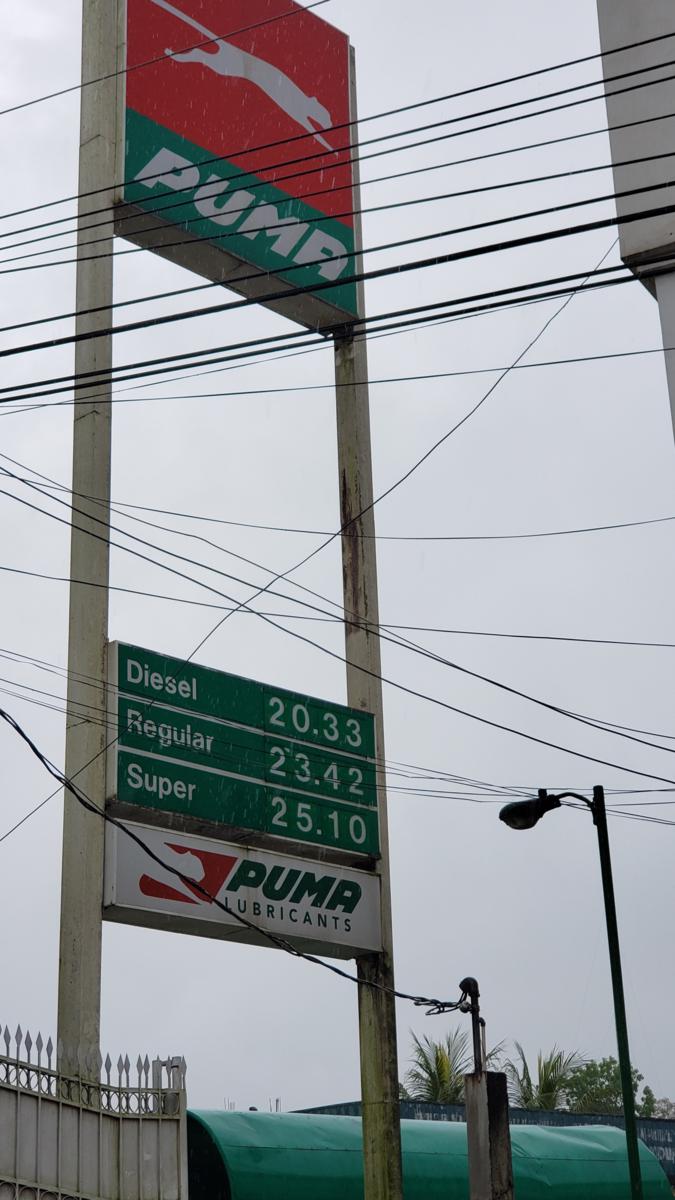 PUMA
Diesel 20.33
Regular 23.42
Super 25.10
PUMA
LUBRICANTS